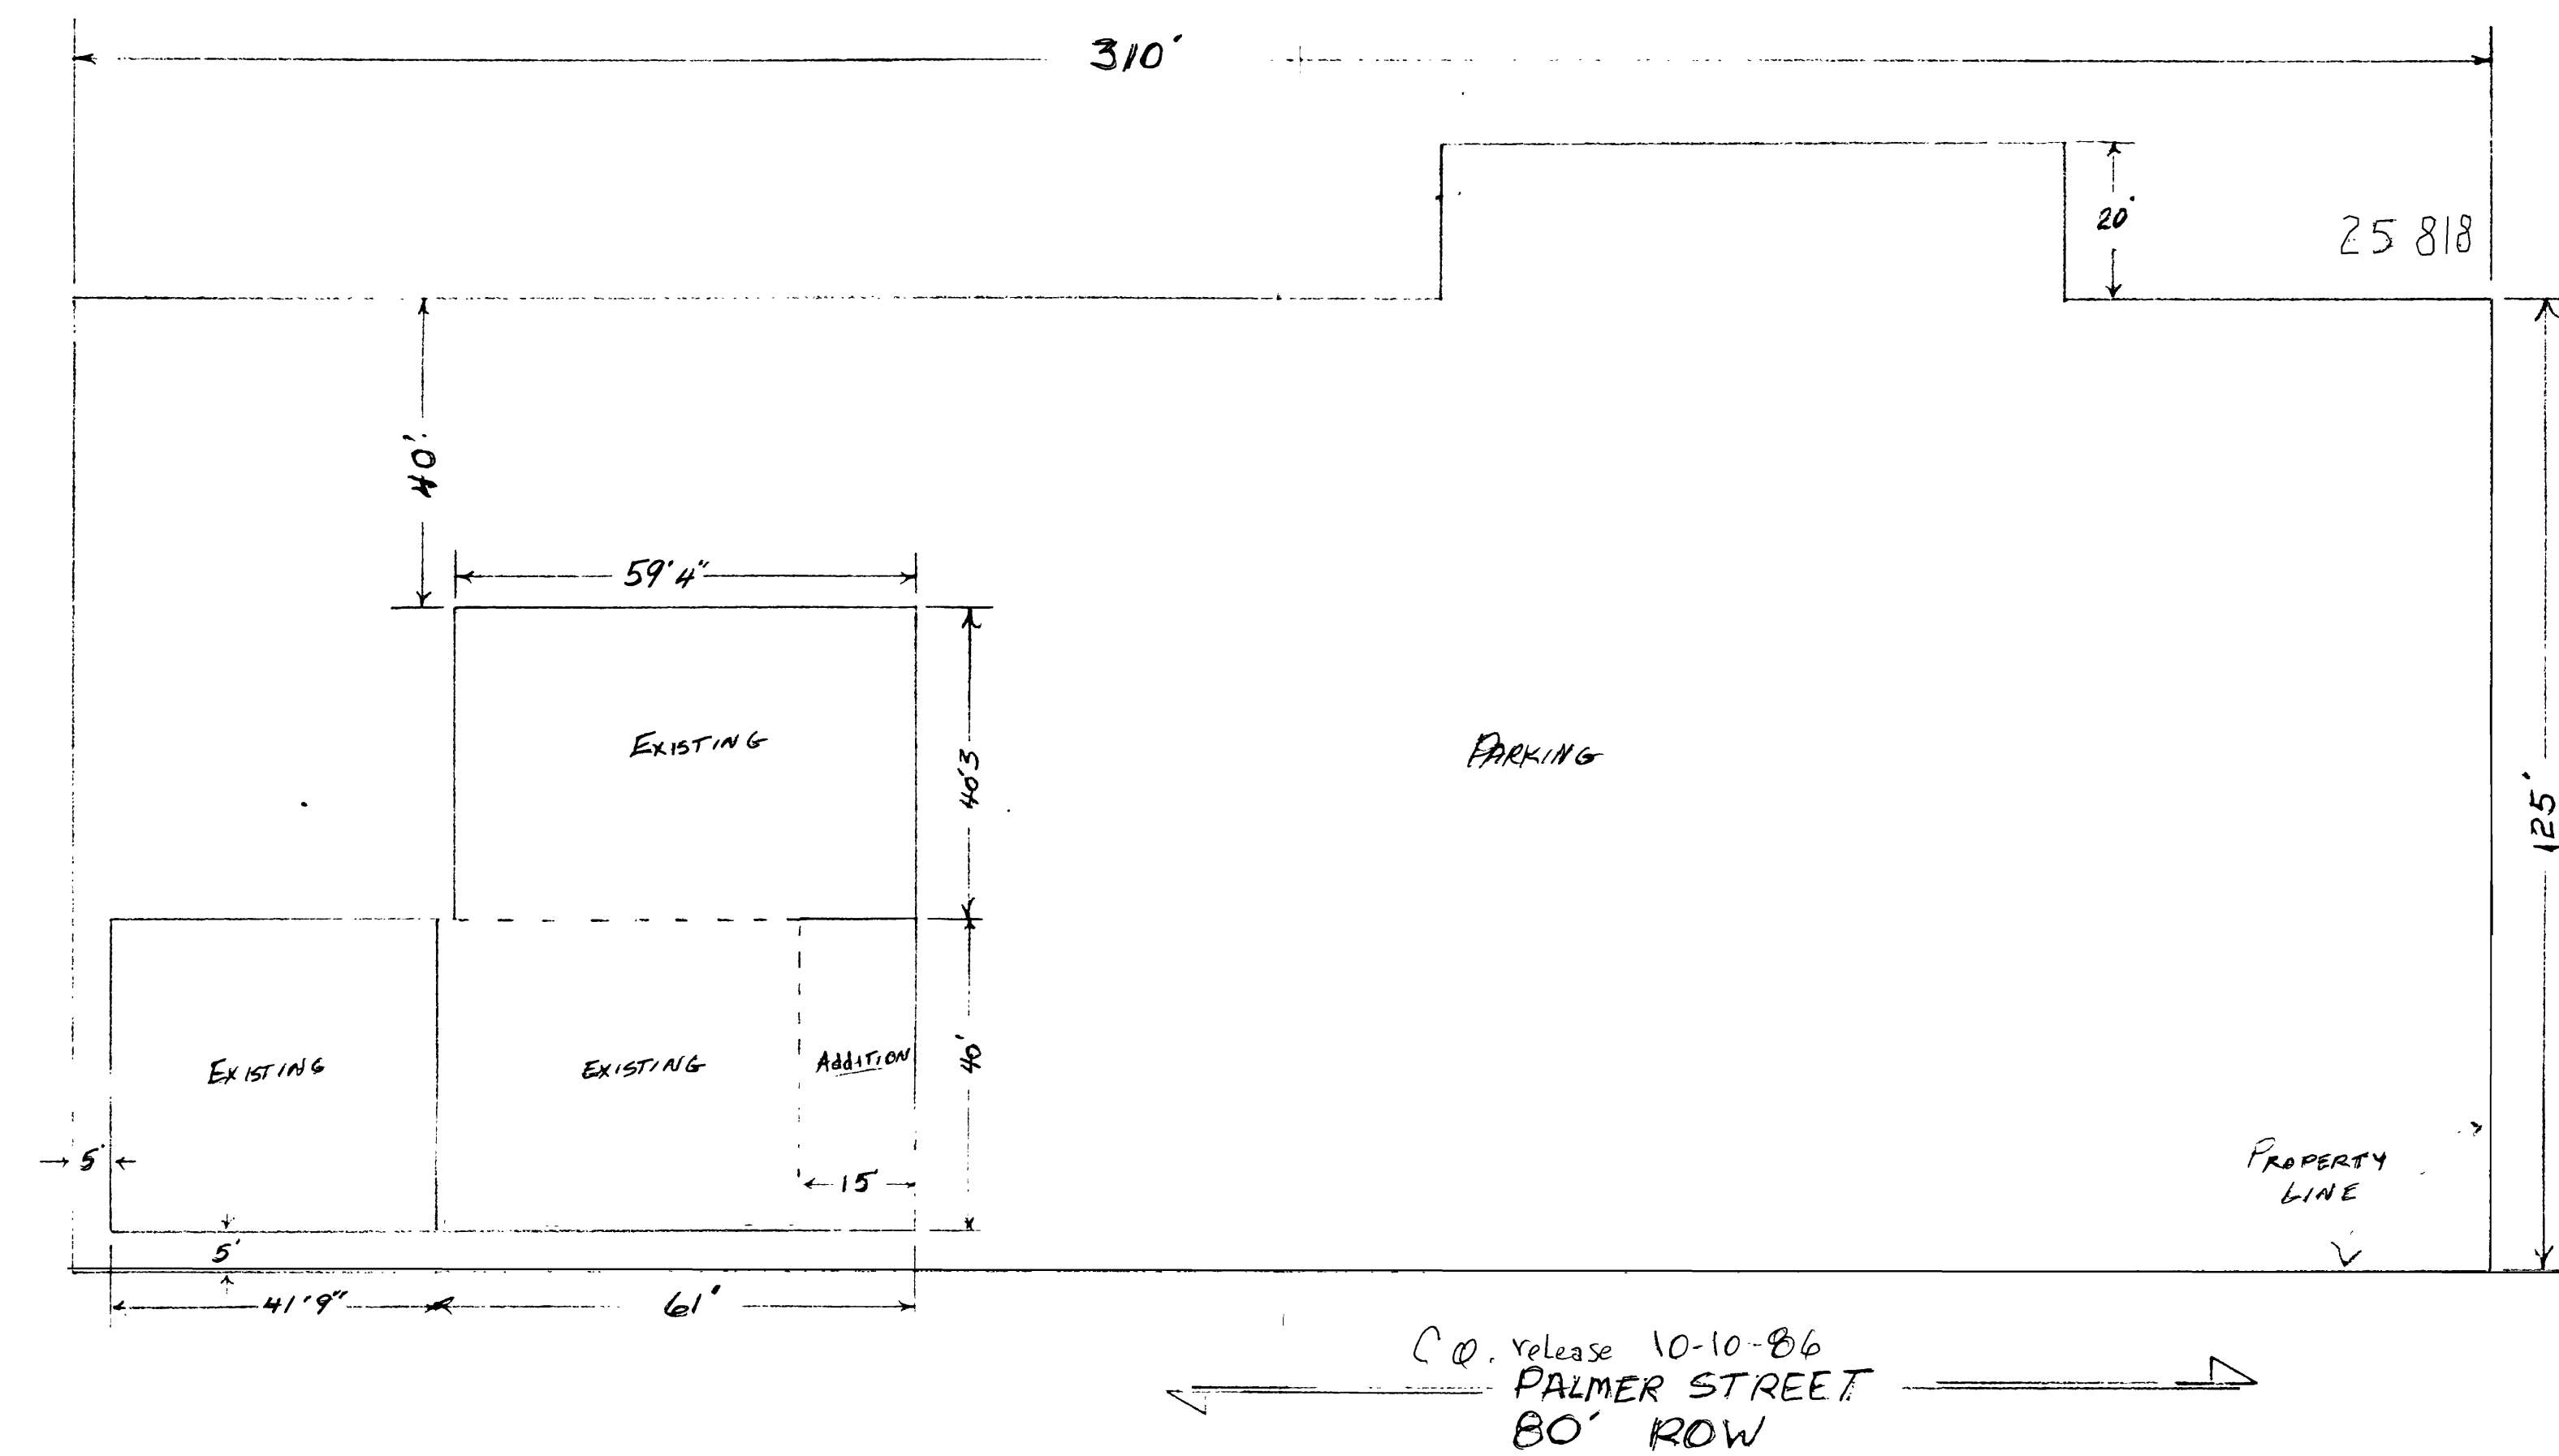 310'
20'
25 818
40'
59'4"
EXISTING
40'3
PARKING
125'
EXISTING
EXISTING
Addition
40'
5'
15
PROPERTY
LINE
5'
41'9"
61'
C.O. release 10-10-86
PALMER STREET
80' ROW